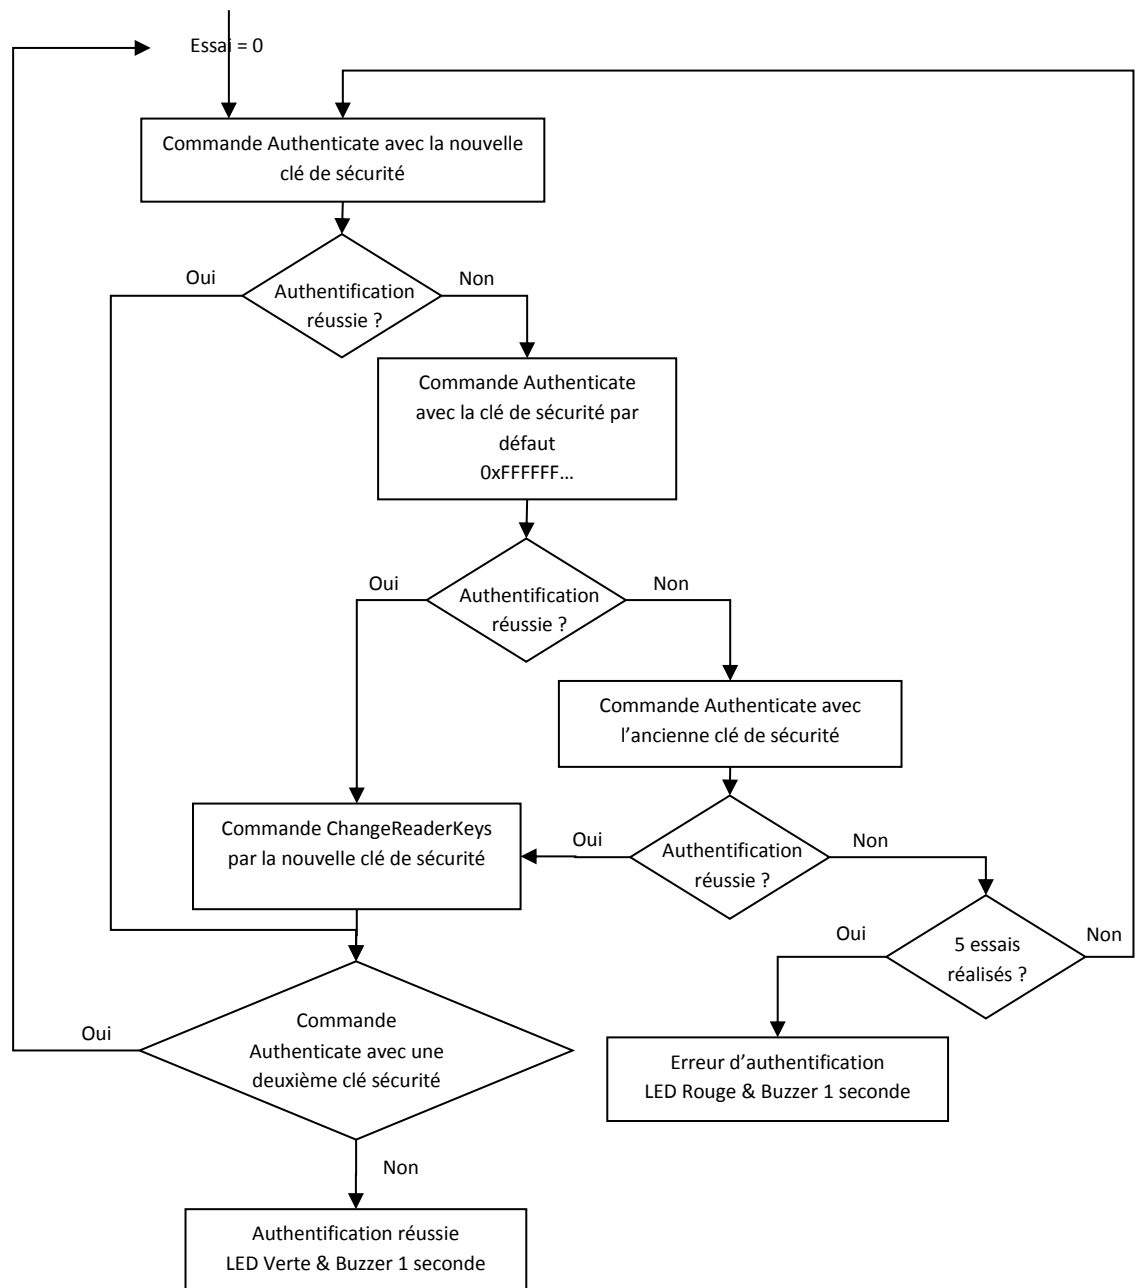 Essai = 0
Commande Authenticate avec la nouvelle
clé de sécurité
Oui
Non
Authentification
réussie ?
Commande Authenticate
avec la clé de sécurité par
défaut
0xFFFFFF…
Oui
Non
Authentification
réussie ?
Commande Authenticate avec
l’ancienne clé de sécurité
Commande ChangeReaderKeys
par la nouvelle clé de sécurité
Oui
Non
Authentification
réussie ?
Oui
Non
5 essais
réalisés ?
Oui
Commande
Authenticate avec une
deuxième clé sécurité
Erreur d’authentification
LED Rouge & Buzzer 1 seconde
Non
Authentification réussie
LED Verte & Buzzer 1 seconde